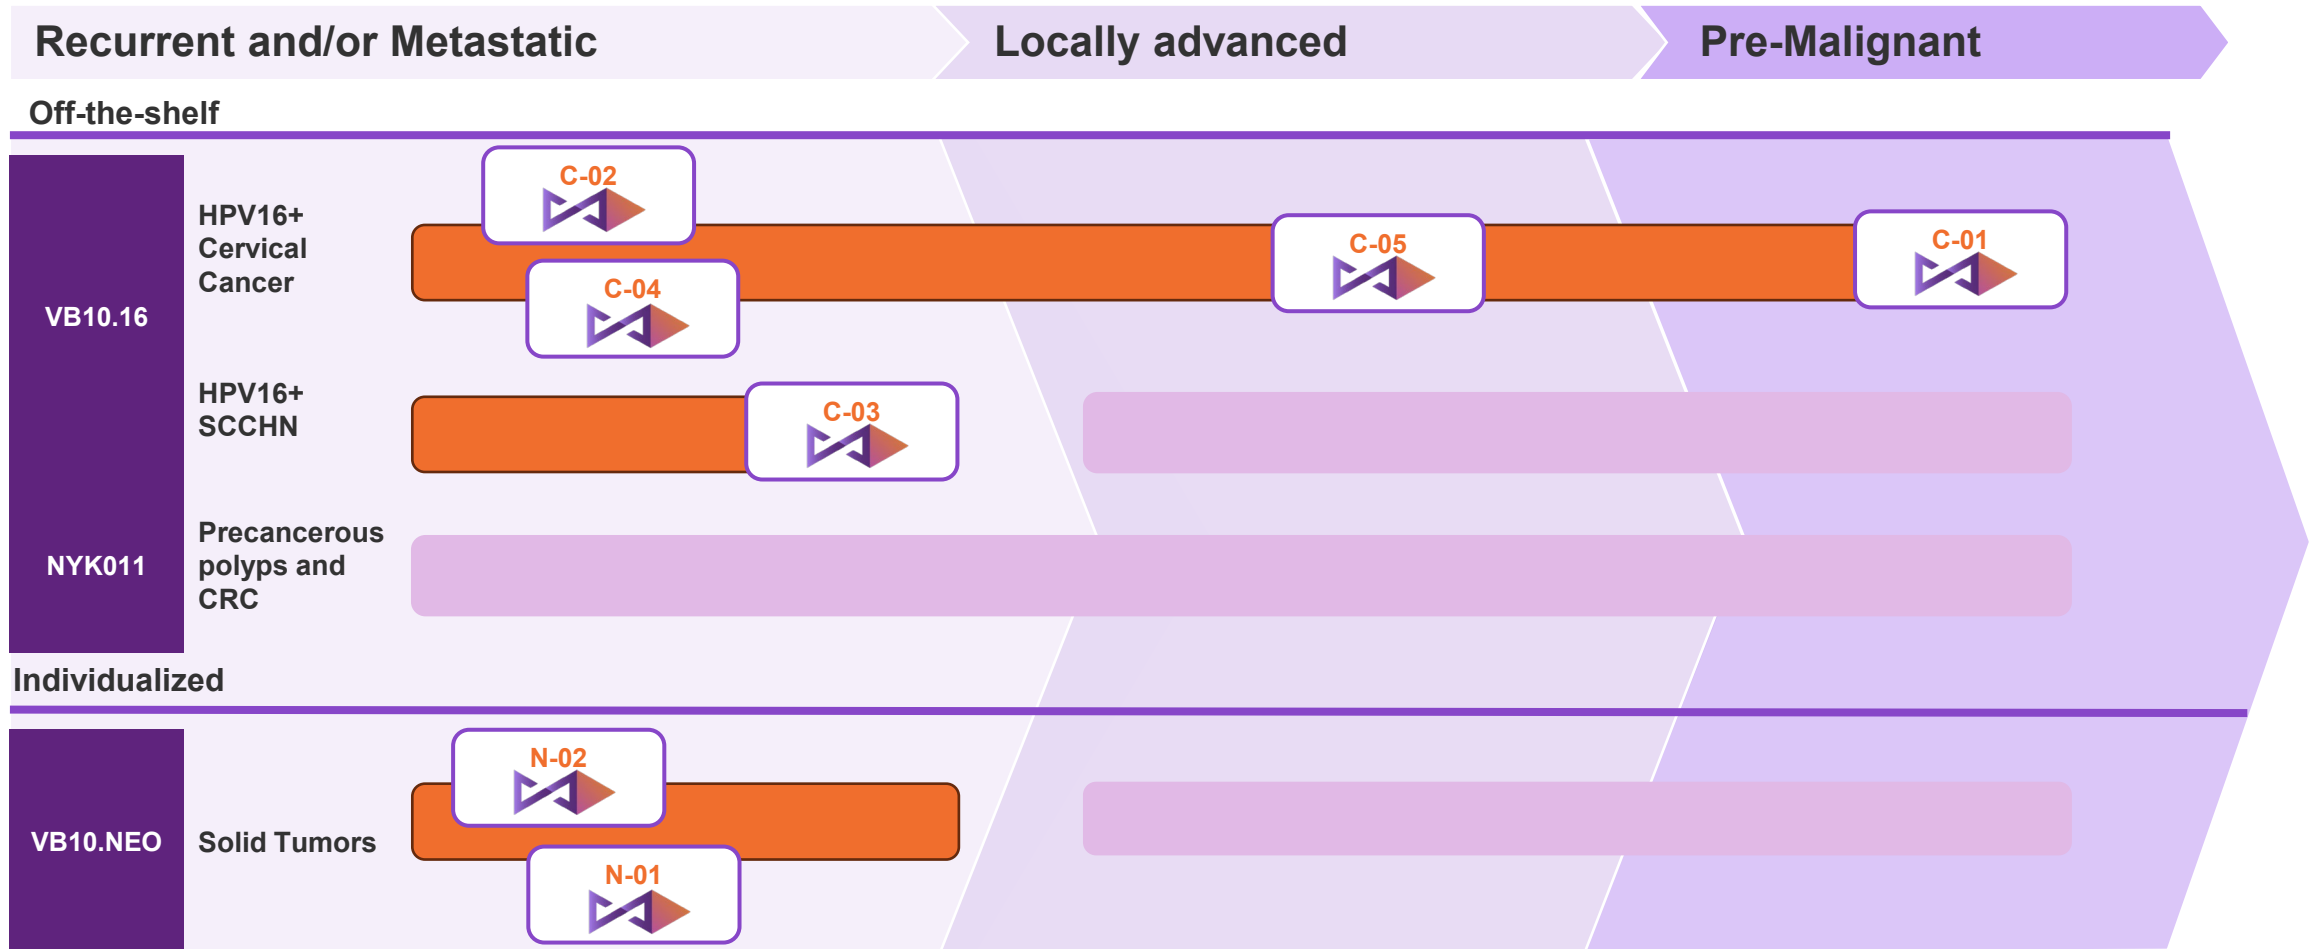 Recurrent and/or Metastatic
Locally advanced
Pre-Malignant
Off-the-shelf
VB10.16
HPV16+
Cervical
Cancer
C-02
C-04
C-05
C-01
HPV16+
SCCHN
C-03
NYK011
Precancerous
polyps and
CRC
Individualized
VB10.NEO
Solid Tumors
N-02
N-01